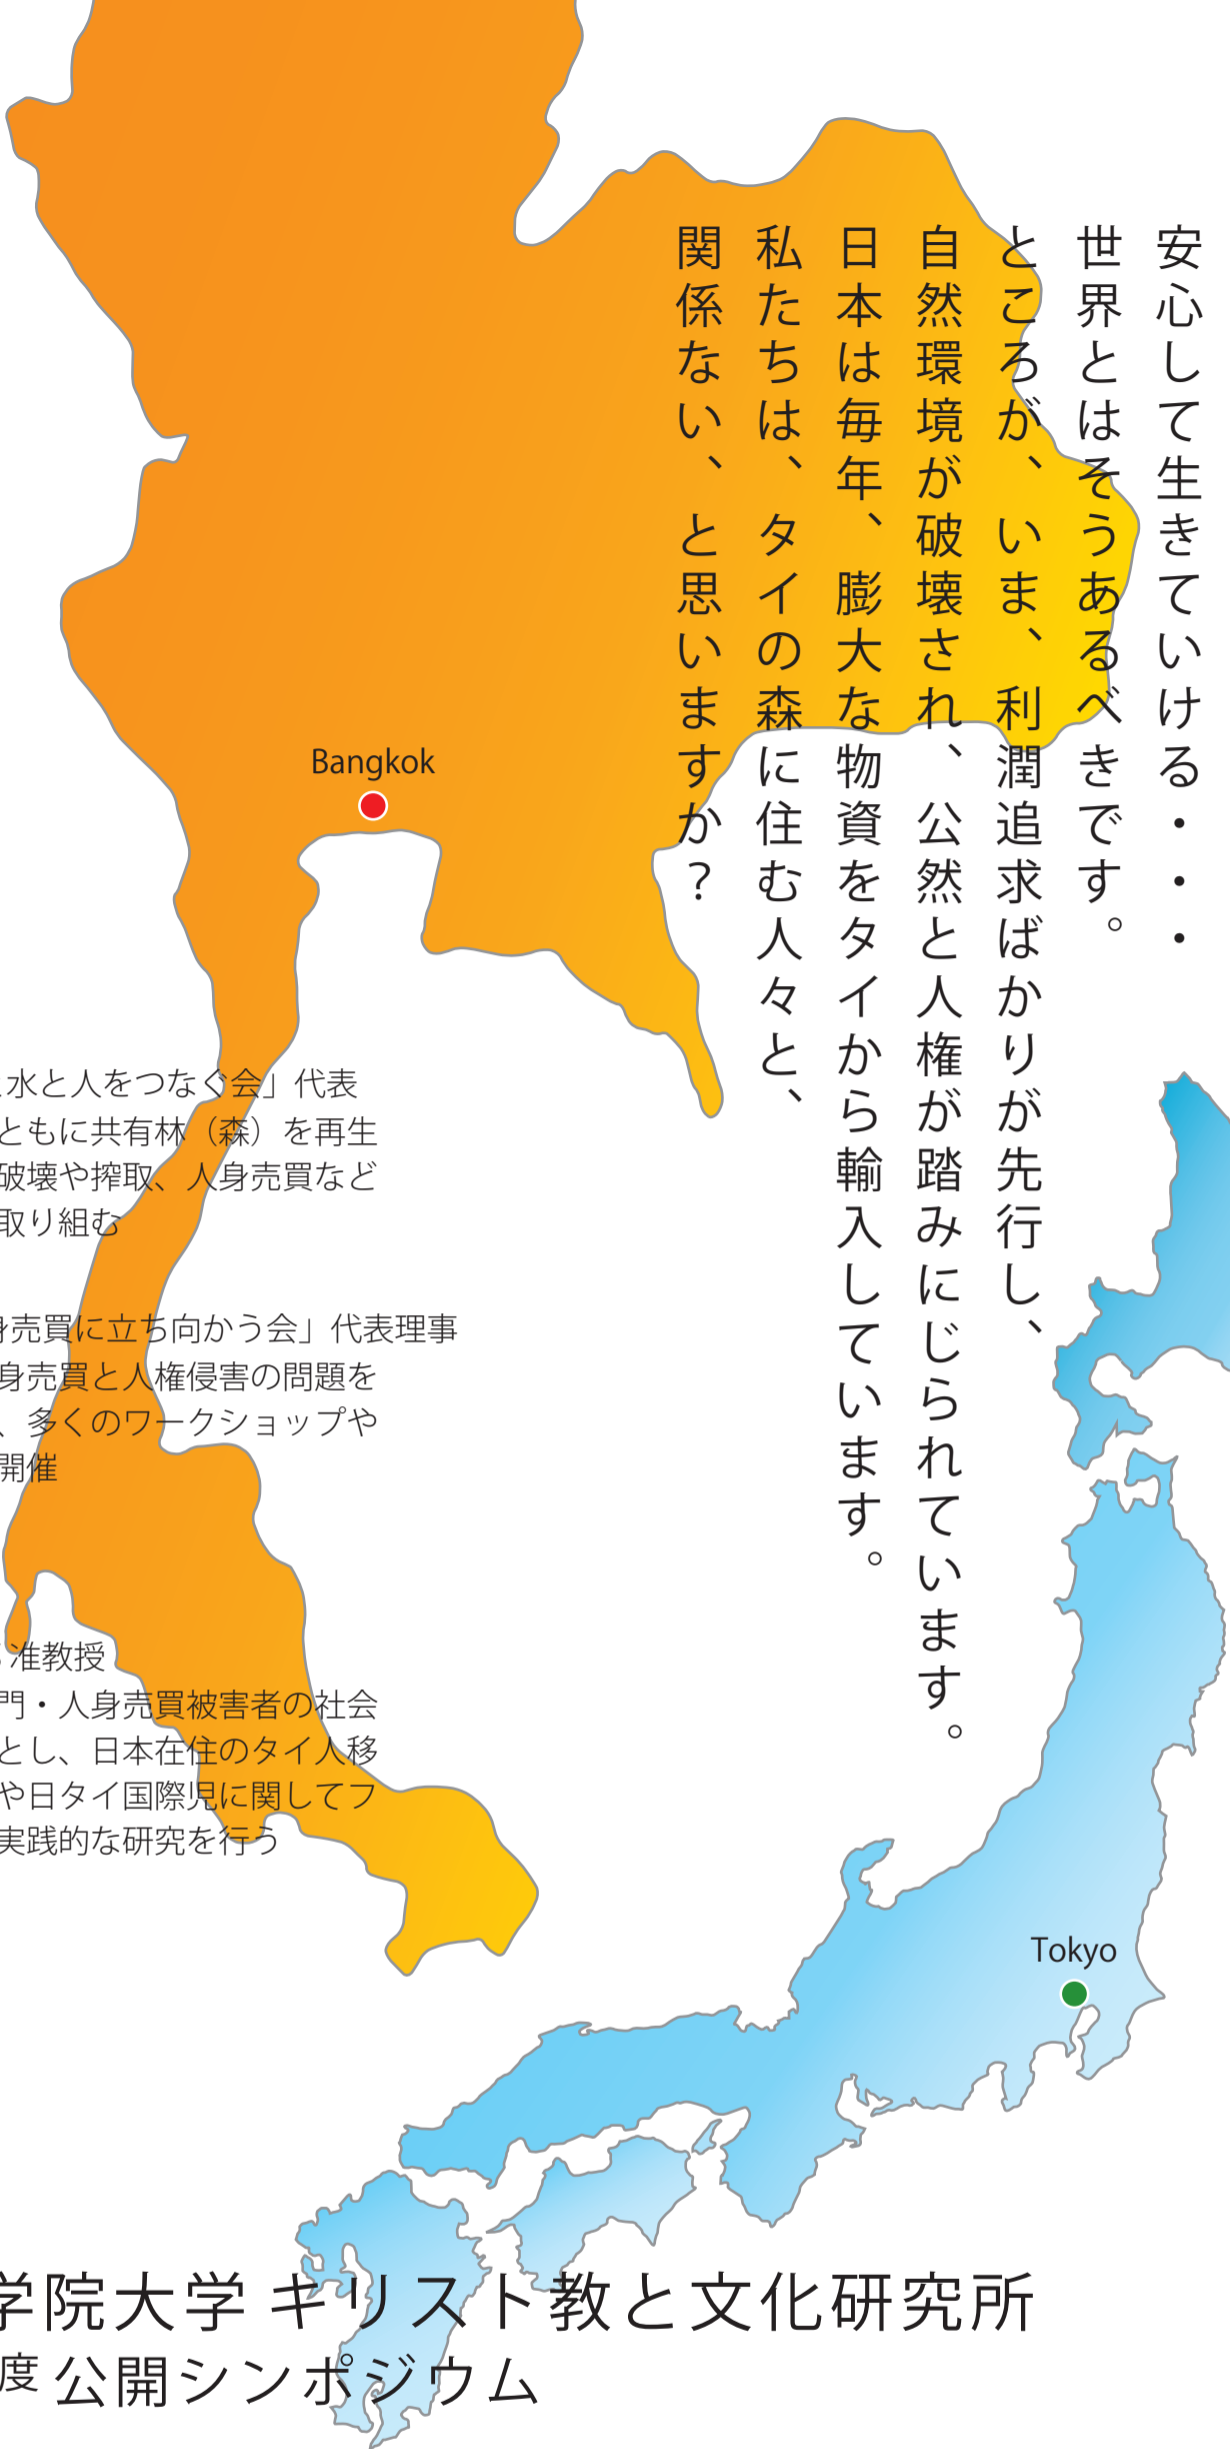 安心して生きていける・・・
世界とはそうあるべきです。
ところが、いま、利潤追求ばかりが先行し、
自然環境が破壊され、公然と人権が踏みにじられています。
日本は毎年、膨大な物資をタイから輸入しています。
私たちは、タイの森に住む人々と、
関係ない、と思いますか？
Bangkok
水と人をつなぐ会」代表
ともに共有林（森）を再生
破壊や搾取、人身売買など
取り組む
身売買に立ち向かう会」代表理事
身売買と人権侵害の問題を
、多くのワークショップや
開催
准教授
門・人身売買被害者の社会
とし、日本在住のタイ人移
や日タイ国際児に関してフ
実践的な研究を行う
Tokyo
学院大学 キリスト教と文化研究所
度 公開シンポジウム